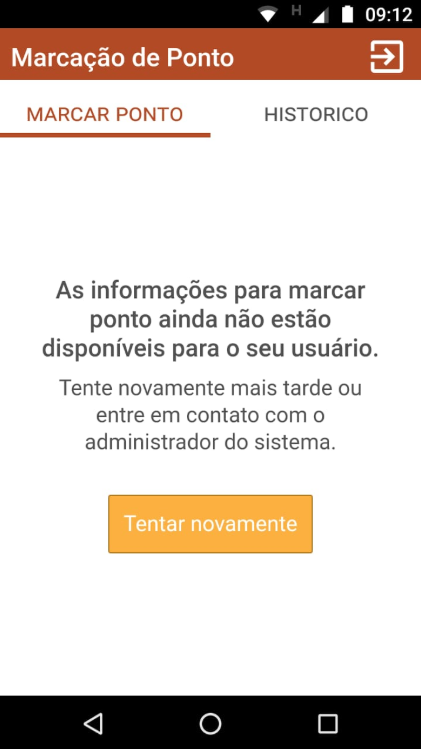 H 09:12
Marcação de Ponto
MARCAR PONTO HISTORICO
As informações para marcar
ponto ainda não estão
disponíveis para o seu usuário.
Tente novamente mais tarde ou
entre em contato com o
administrador do sistema.
Tentar novamente